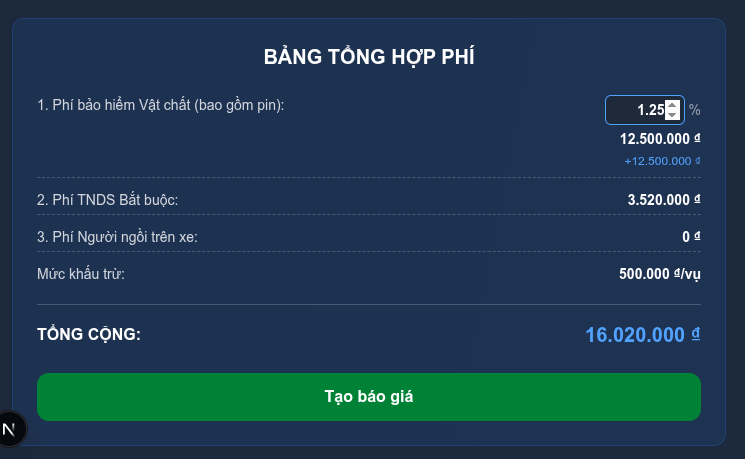 BẢNG TỔNG HỢP PHÍ
1. Phí bảo hiểm Vật chất (bao gồm pin): 1.25 %
12.500.000 ₫
+12.500.000 ₫
2. Phí TNDS Bắt buộc: 3.520.000 ₫
3. Phí Người ngồi trên xe: 0 ₫
Mức khấu trừ: 500.000 ₫/vụ
TỔNG CỘNG: 16.020.000 ₫
Tạo báo giá
N